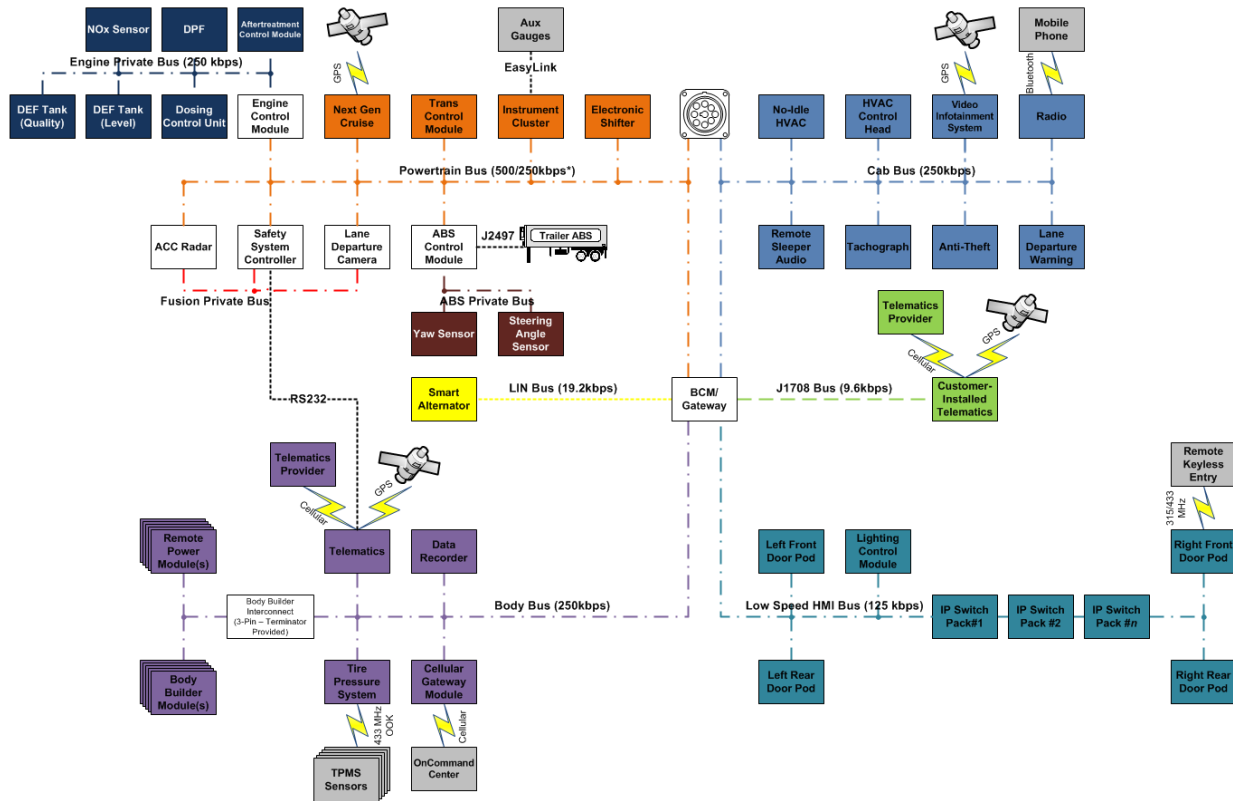 NOx Sensor
DPF
Aftertreatment
Control Module
Aux
Gauges
Mobile
Phone
Engine Private Bus (250 kbps)
GPS
EasyLink
GPS
Bluetooth
DEF Tank
(Quality)
DEF Tank
(Level)
Dosing
Control Unit
Engine
Control
Module
Next Gen
Cruise
Trans
Control
Module
Instrument
Cluster
Electronic
Shifter
No-Idle
HVAC
HVAC
Control
Head
Video
Infotainment
System
Radio
Powertrain Bus (500/250kbps*)
Cab Bus (250kbps)
ACC Radar
Safety
System
Controller
Lane
Departure
Camera
ABS
Control
Module
J2497
Trailer ABS
Remote
Sleeper
Audio
Tachograph
Anti-Theft
Lane
Departure
Warning
Fusion Private Bus
ABS Private Bus
Yaw Sensor
Steering
Angle
Sensor
Telematics
Provider
Cellular
GPS
Smart
Alternator
LIN Bus (19.2kbps)
BCM/
Gateway
J1708 Bus (9.6kbps)
Customer-
Installed
Telematics
RS232
Telematics
Provider
Cellular
GPS
Remote
Keyless
Entry
315/433
MHz
Remote
Power
Module(s)
Telematics
Data
Recorder
Left Front
Door Pod
Lighting
Control
Module
Right Front
Door Pod
Body Builder
Interconnect
(3-Pin – Terminator
Provided)
Body Bus (250kbps)
Low Speed HMI Bus (125 kbps)
IP Switch
Pack#1
IP Switch
Pack #2
IP Switch
Pack #n
Body
Builder
Module(s)
Tire
Pressure
System
Cellular
Gateway
Module
Left Rear
Door Pod
Right Rear
Door Pod
433 MHz
OOK
Cellular
TPMS
Sensors
OnCommand
Center